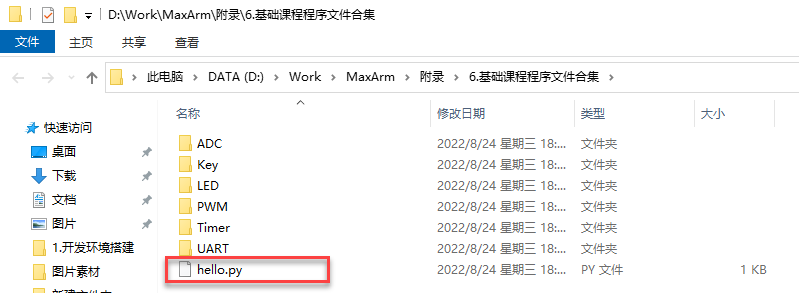 D:\Work\MaxArm\附录\6.基础课程程序文件合集
文件 主页 共享 查看
此电脑 DATA (D:) Work MaxArm 附录 6.基础课程程序文件合集
名称 修改日期 类型 大小
快速访问
桌面
下载
文档
图片
1.开发环境搭建
图片素材
新建文件夹
ADC 2022/8/24 星期三 18:... 文件夹
Key 2022/8/24 星期三 18:... 文件夹
LED 2022/8/24 星期三 18:... 文件夹
PWM 2022/8/24 星期三 18:... 文件夹
Timer 2022/8/24 星期三 18:... 文件夹
UART 2022/8/24 星期三 18:... 文件夹
hello.py 2022/8/24 星期三 18:... PY 文件 1 KB